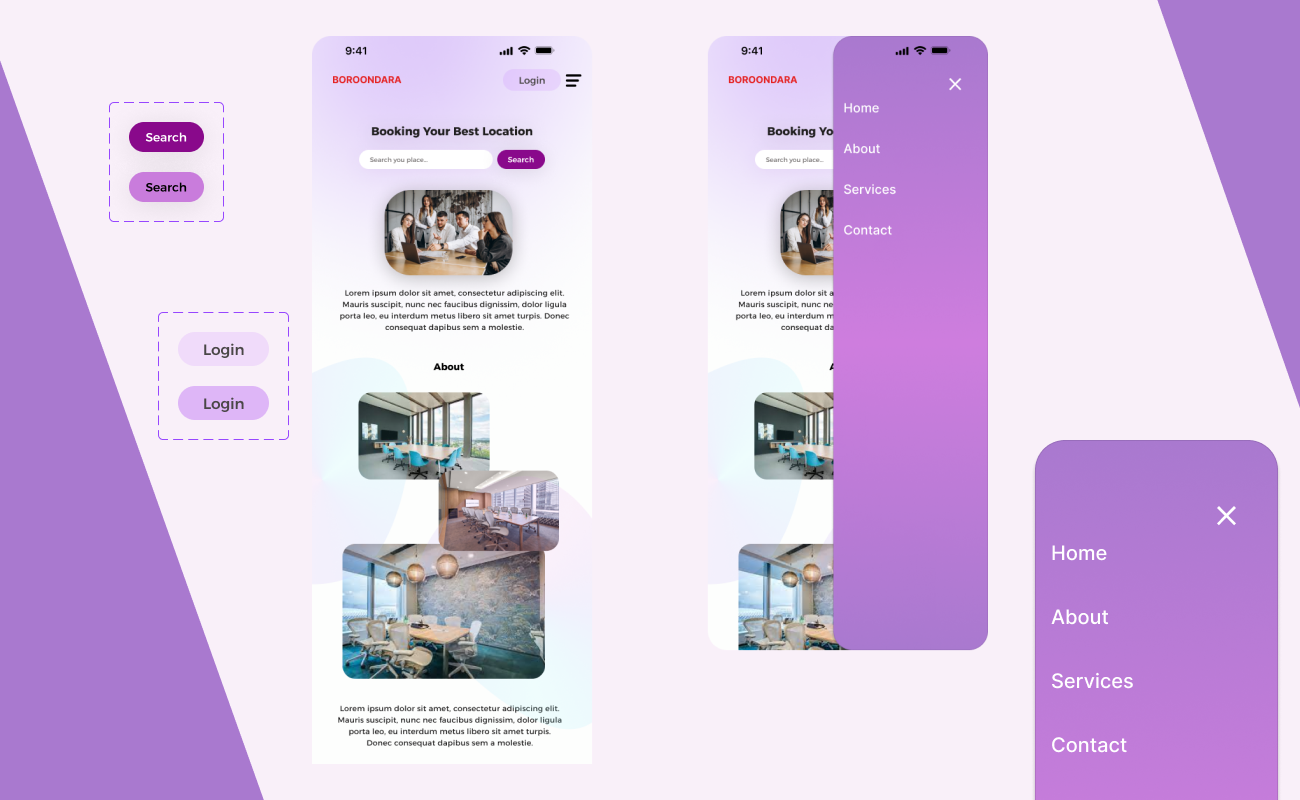 Search
Search
Login
Login
9:41
BOROONDARA
Login
Booking Your Best Location
Search you place...
Search
Lorem ipsum dolor sit amet, consectetur adipiscing elit.
Mauris suscipit, nunc nec faucibus dignissim, dolor ligula
porta leo, eu interdum metus libero sit amet turpis. Donec
consequat dapibus sem a molestie.
About
Lorem ipsum dolor sit amet, consectetur adipiscing elit.
Mauris suscipit, nunc nec faucibus dignissim, dolor ligula
porta leo, eu interdum metus libero sit amet turpis.
Donec consequat dapibus sem a molestie.
9:41
BOROONDARA
Booking Yo
Search you place...
Lorem ipsum dolor sit a
Mauris suscipit, nunc ne
porta leo, eu interdum m
consequat da
Home
About
Services
Contact
Home
About
Services
Contact